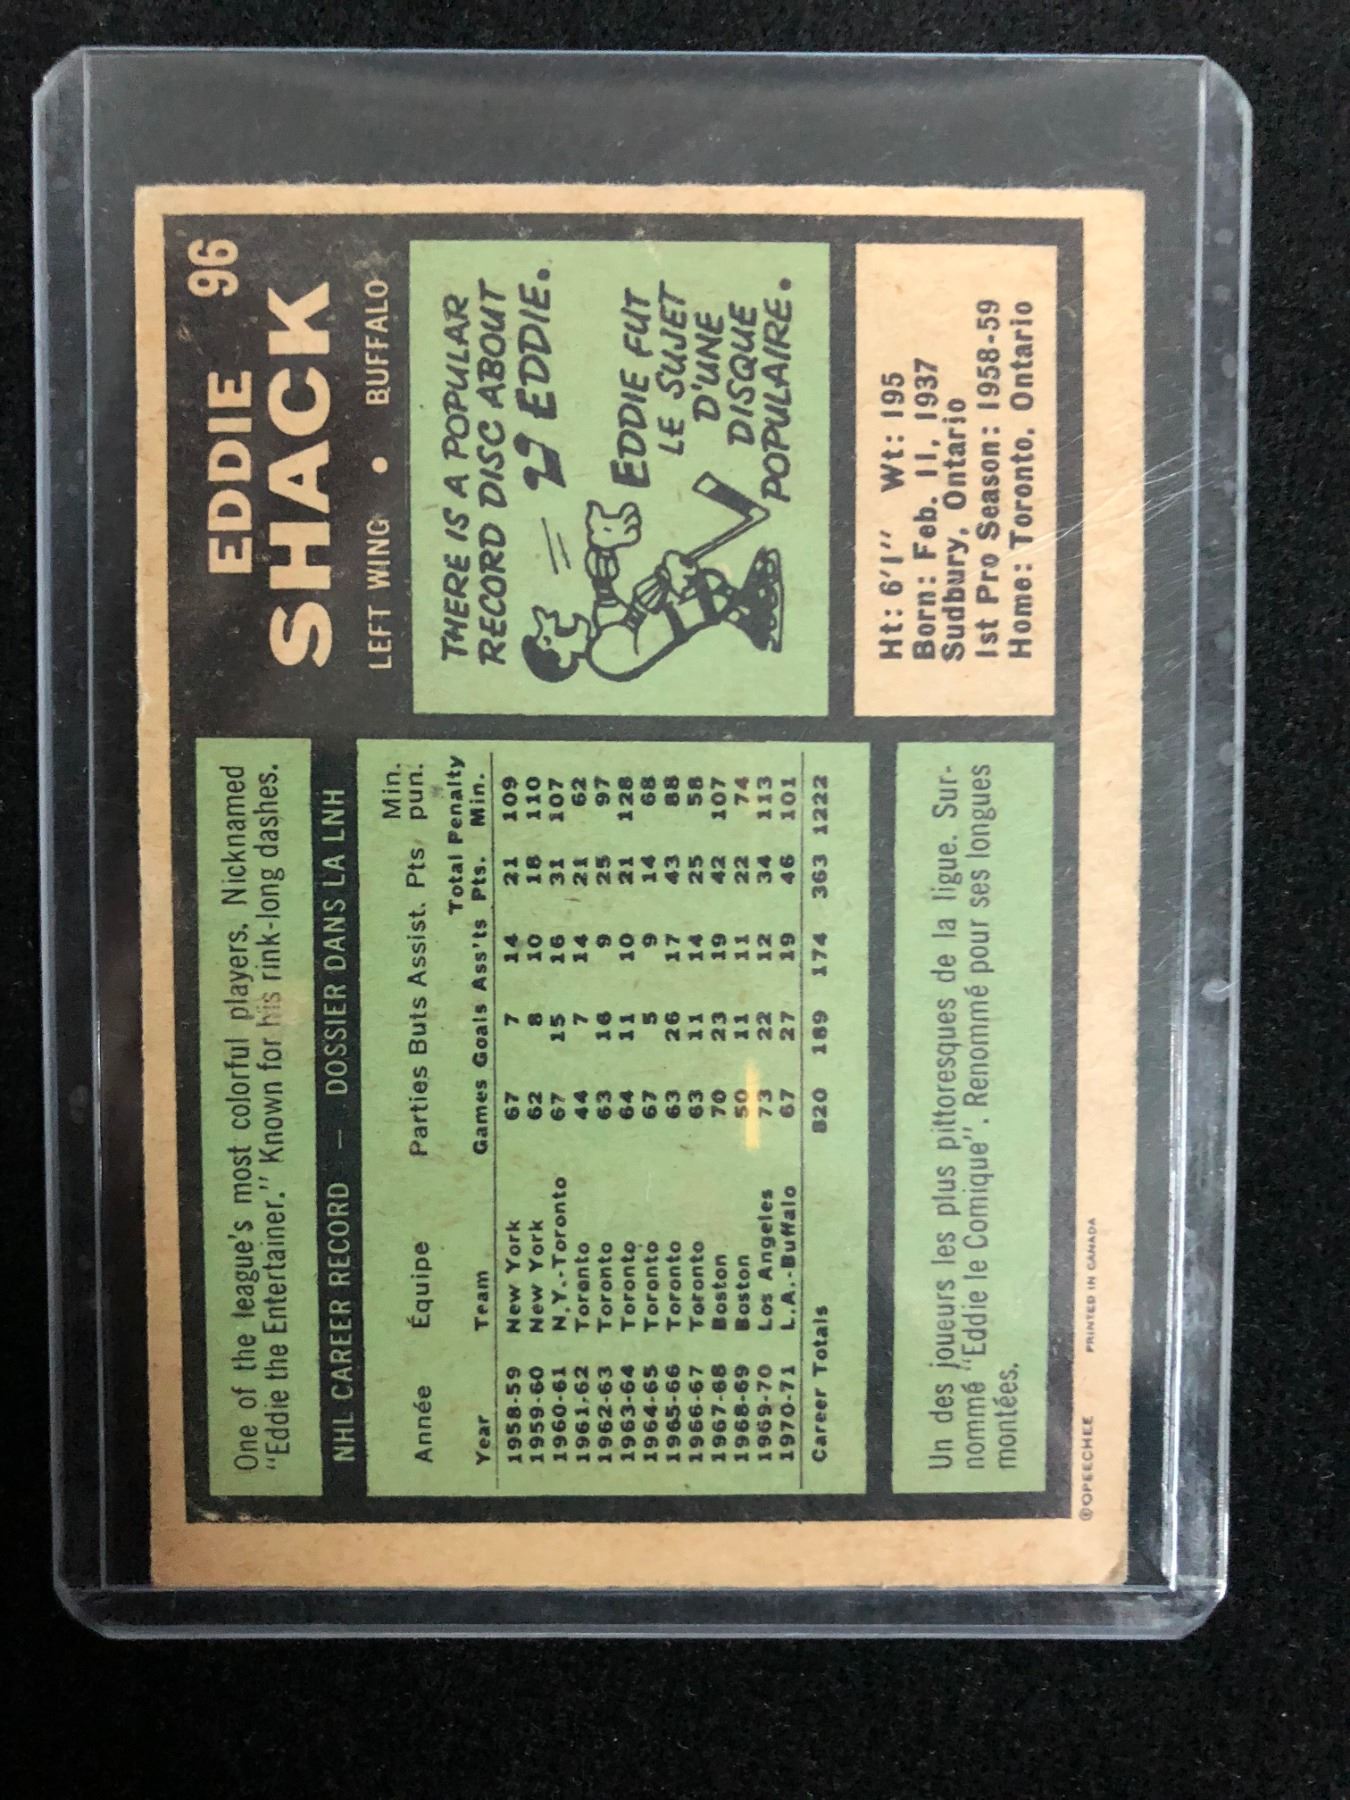 One of the league's most colorful players. Nicknamed
"Eddie the Entertainer." Known for his rink-long dashes.
NHL CAREER RECORD — DOSSIER DANS LA LNH
Année Équipe Parties Buts Assist. Pts Min. pun.
Year Team Games Goals Ass'ts Total Pts. Penalty Min.
1958-59 New York 67 7 14 21 109
1959-60 New York 62 8 10 18 110
1960-61 N.Y.-Toronto 67 15 16 31 107
1961-62 Toronto 44 7 14 21 62
1962-63 Toronto 63 16 9 25 97
1963-64 Toronto 64 11 10 21 128
1964-65 Toronto 67 5 9 14 68
1965-66 Toronto 63 26 17 43 88
1966-67 Toronto 63 11 14 25 58
1967-68 Boston 70 23 19 42 107
1968-69 Boston 50 11 11 22 74
1969-70 Los Angeles 73 22 12 34 113
1970-71 L.A.-Buffalo 67 27 19 46 101
Career Totals 820 189 174 363 1222
Un des joueurs les plus pittoresques de la ligue. Sur-
nommé "Eddie le Comique". Renommé pour ses longues
montées.
©OPEECHEE PRINTED IN CANADA
EDDIE 96
SHACK
LEFT WING • BUFFALO
THERE IS A POPULAR
RECORD DISC ABOUT
EDDIE.
EDDIE FUT
LE SUJET
D'UNE
DISQUE
POPULAIRE.
Ht: 6'1" Wt: 195
Born: Feb. 11, 1937
Sudbury, Ontario
1st Pro Season: 1958-59
Home: Toronto, Ontario